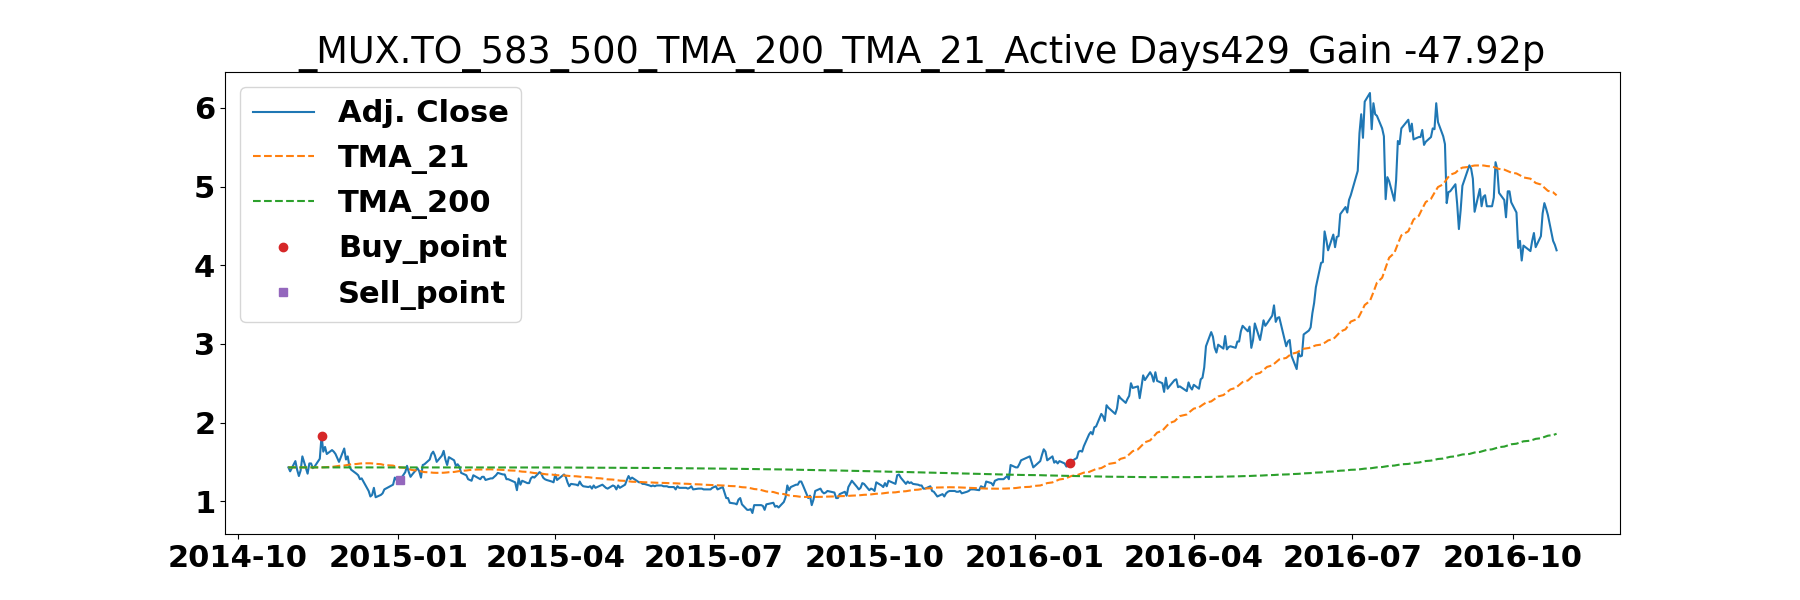 _MUX.TO_583_500_TMA_200_TMA_21_Active Days429_Gain -47.92p
6
5
4
3
2
1
Adj. Close
TMA_21
TMA_200
Buy_point
Sell_point
2014-10 2015-01 2015-04 2015-07 2015-10 2016-01 2016-04 2016-07 2016-10